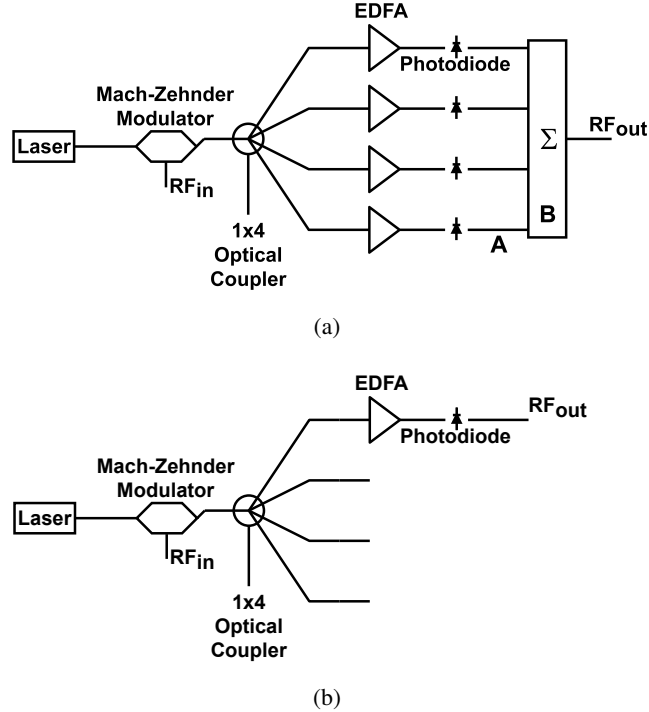 EDFA
Photodiode
Mach-Zehnder
Modulator
Laser
RFin
1x4
Optical
Coupler
A
Σ
B
RFout
(a)
EDFA
Photodiode
RFout
Mach-Zehnder
Modulator
Laser
RFin
1x4
Optical
Coupler
(b)